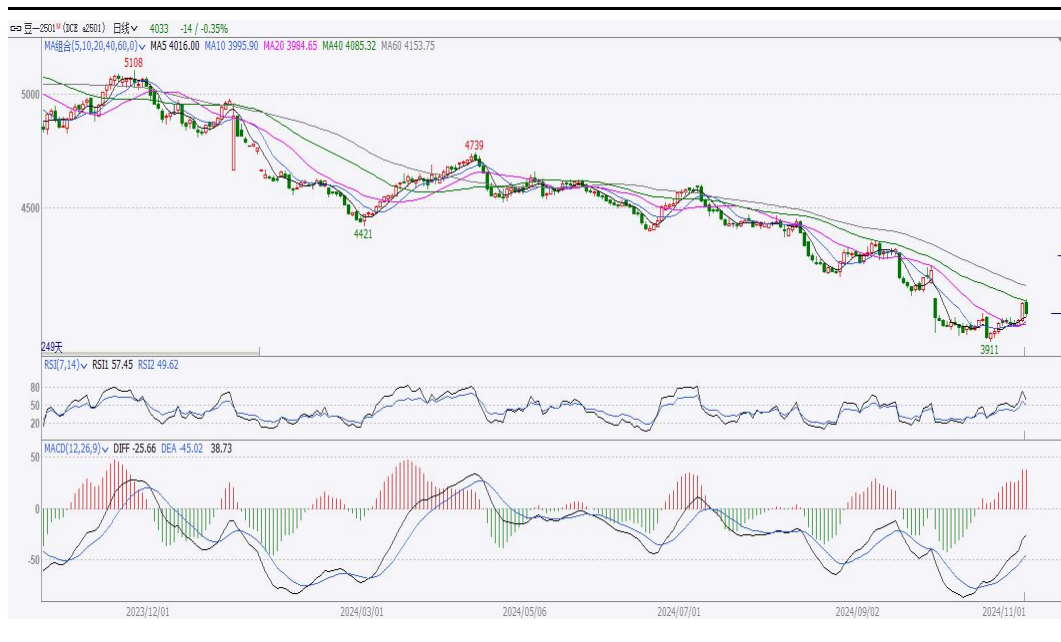 豆一2501ᴹ (DCE a2501) 日线 4033 -14 / -0.35%
MA组合(5,10,20,40,60,0) MA5 4016.00 MA10 3995.90 MA20 3984.65 MA40 4085.32 MA60 4153.75
5108
5000
4739
4500
4421
3911
249天
RSI(7,14) RSI1 57.45 RSI2 49.62
80
50
20
MACD(12,26,9) DIFF -25.66 DEA -45.02 38.73
50
0
-50
2023/12/01 2024/03/01 2024/05/06 2024/07/01 2024/09/02 2024/11/01